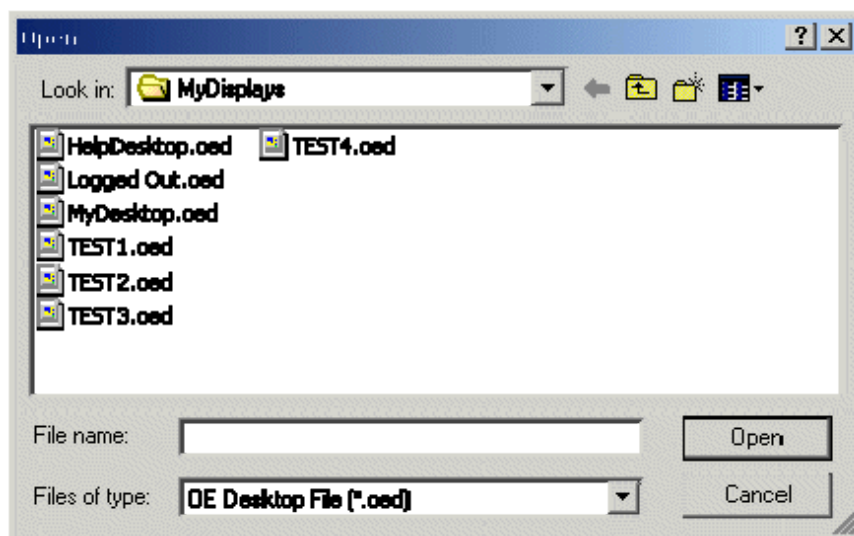 Open
Look in: MyDisplays
HelpDesktop.oed TEST4.oed
Logged Out.oed
MyDesktop.oed
TEST1.oed
TEST2.oed
TEST3.oed
File name: Open
Files of type: OE Desktop File (*.oed) Cancel